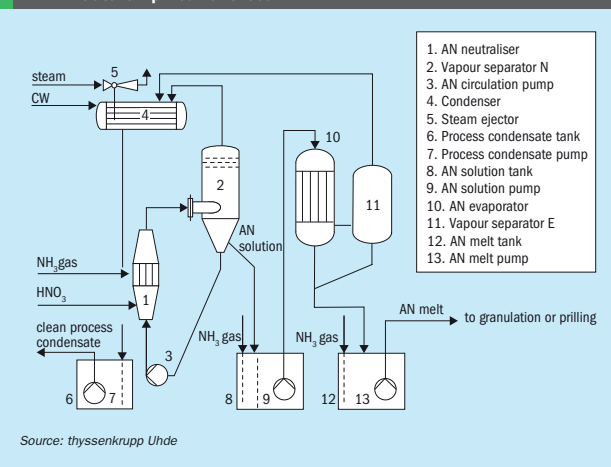 steam
CW
5
4
2
10
11
NH₃gas
HNO₃
1
3
AN
solution
clean process
condensate
NH₃ gas
NH₃ gas
AN melt
to granulation or prilling
6
7
8
9
12
13
1. AN neutraliser
2. Vapour separator N
3. AN circulation pump
4. Condenser
5. Steam ejector
6. Process condensate tank
7. Process condensate pump
8. AN solution tank
9. AN solution pump
10. AN evaporator
11. Vapour separator E
12. AN melt tank
13. AN melt pump
Source: thyssenkrupp Uhde